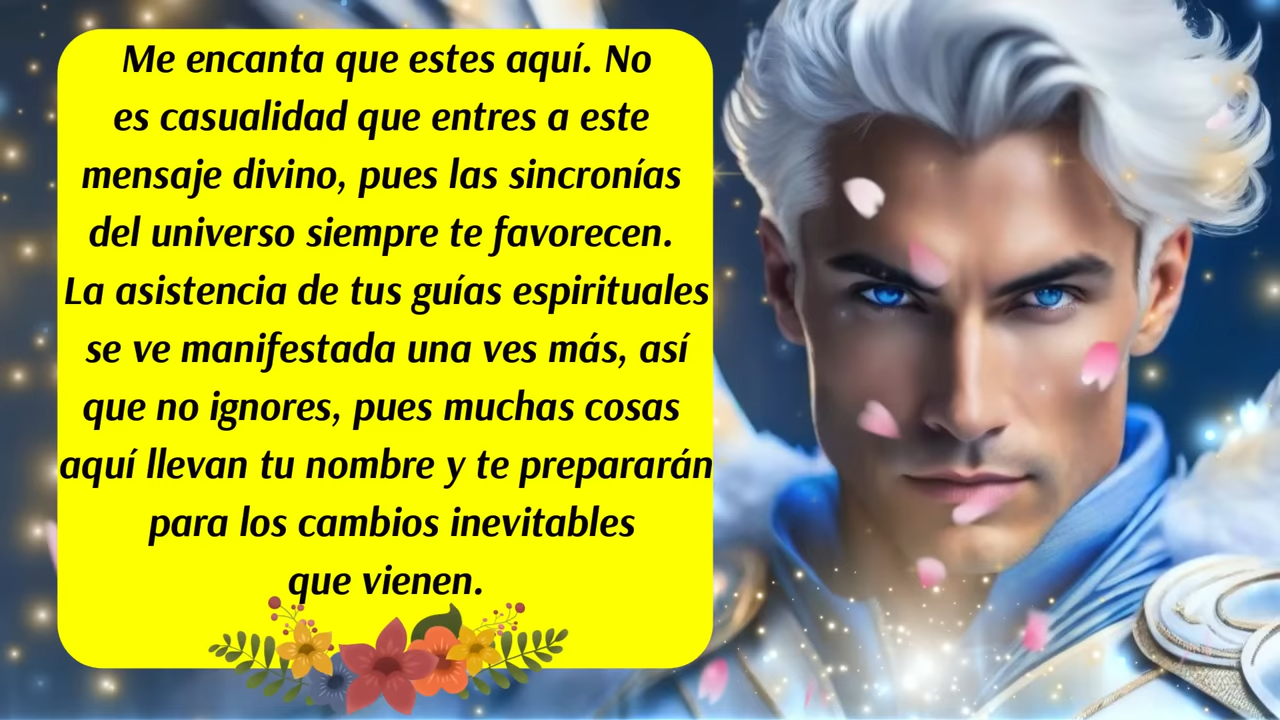 Me encanta que estes aquí. No
es casualidad que entres a este
mensaje divino, pues las sincronías
del universo siempre te favorecen.
La asistencia de tus guías espirituales
se ve manifestada una ves más, así
que no ignores, pues muchas cosas
aquí llevan tu nombre y te prepararán
para los cambios inevitables
que vienen.